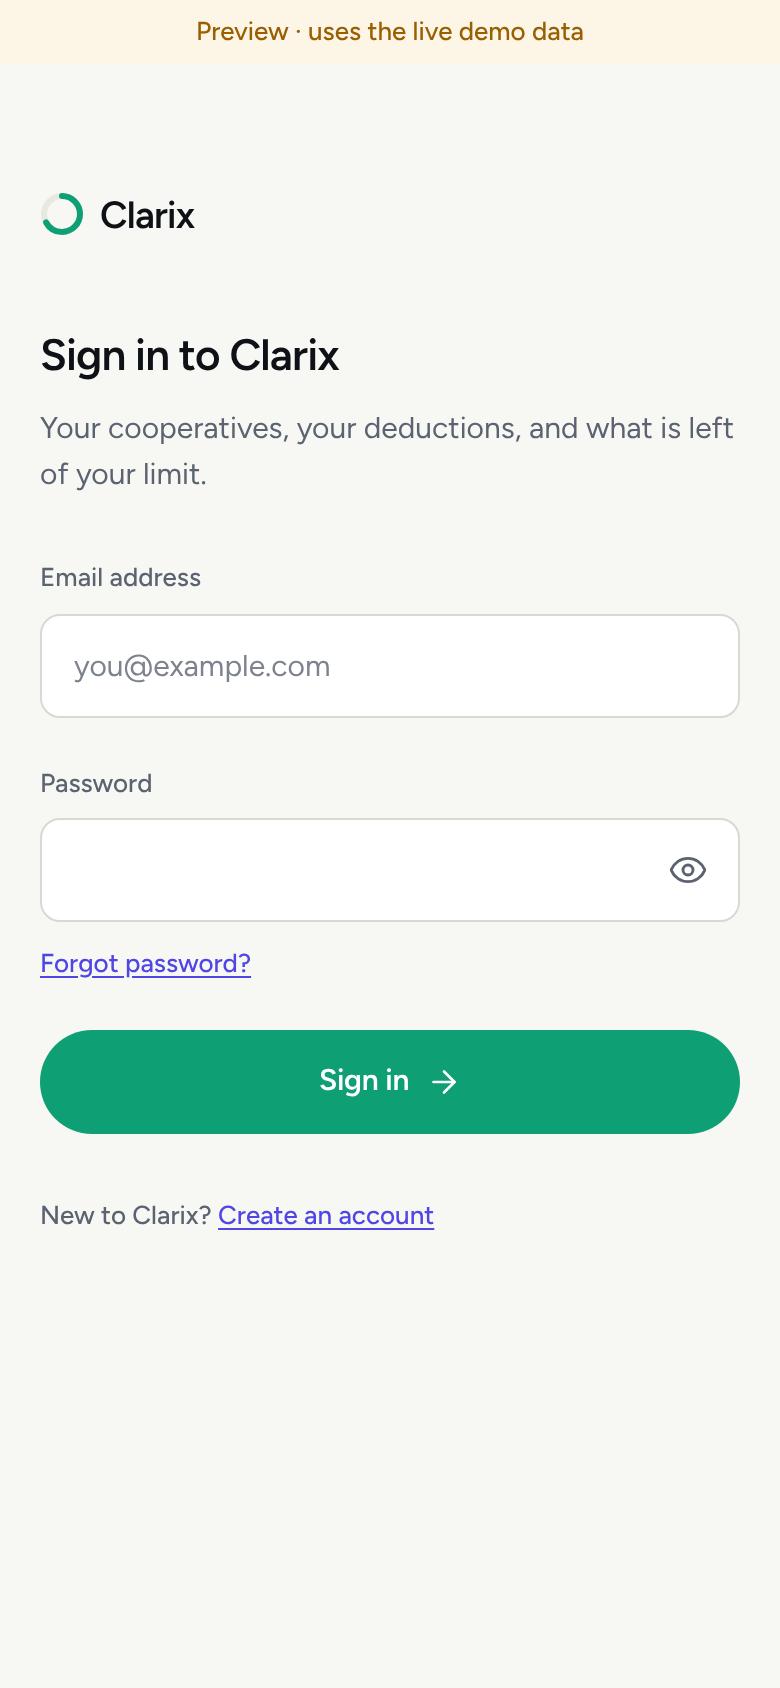 Preview · uses the live demo data
Clarix
Sign in to Clarix
Your cooperatives, your deductions, and what is left
of your limit.
Email address
you@example.com
Password
Forgot password?
Sign in →
New to Clarix? Create an account